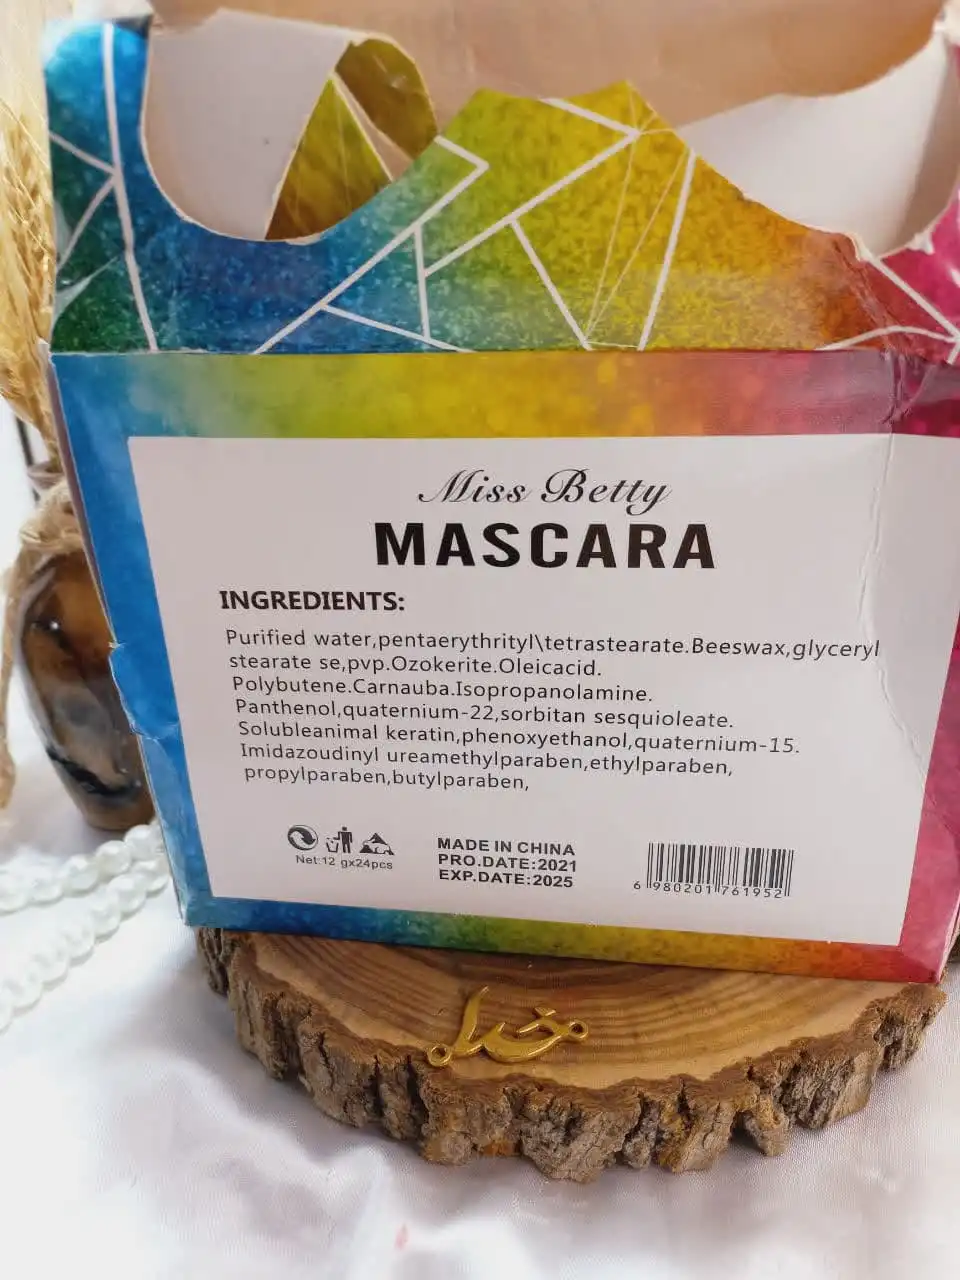 Miss Betty
MASCARA
INGREDIENTS:
Purified water,pentaerythrityl\tetrastearate.Beeswax,glyceryl
stearate se,pvp.Ozokerite.Oleicacid.
Polybutene.Carnauba.Isopropanolamine.
Panthenol,quaternium-22,sorbitan sesquioleate.
Solubleanimal keratin,phenoxyethanol,quaternium-15.
Imidazoudinyl ureamethylparaben,ethylparaben,
propylparaben,butylparaben,
Net:12 gx24pcs
MADE IN CHINA
PRO.DATE:2021
EXP.DATE:2025
6 980201 761952
خدا